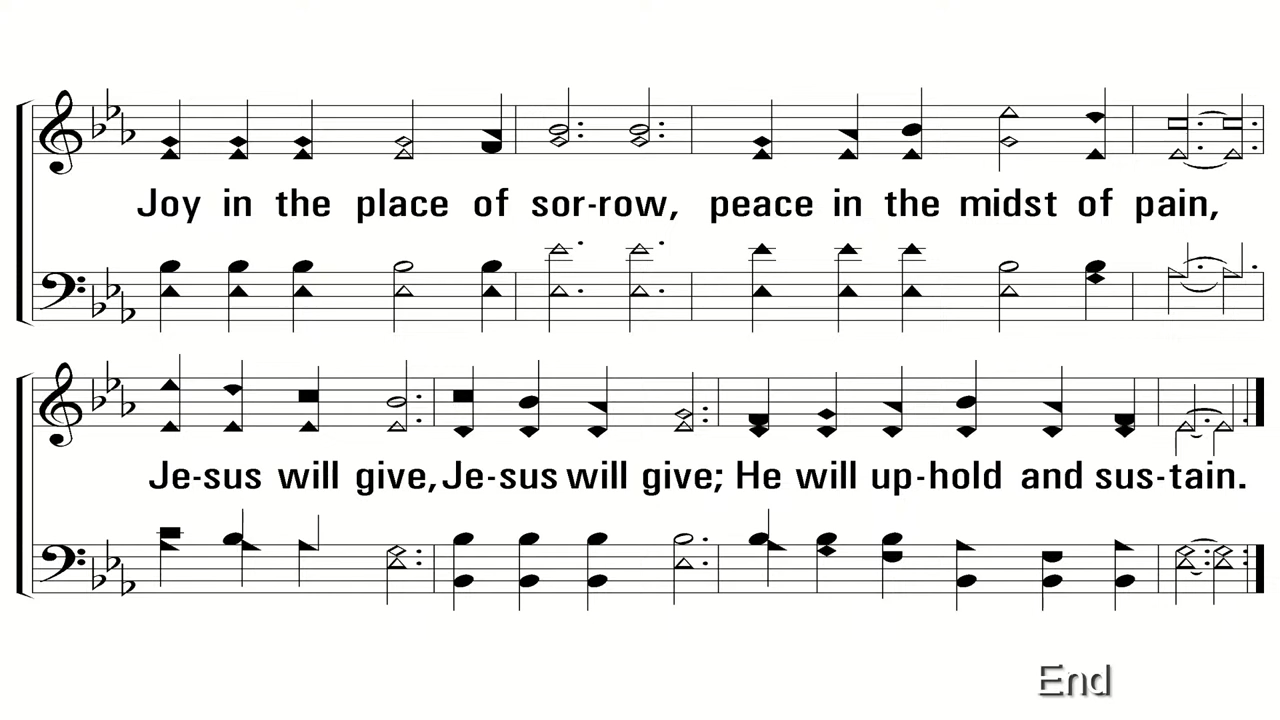 Joy in the place of sor-row, peace in the midst of pain,
Je-sus will give, Je-sus will give; He will up-hold and sus-tain.
End